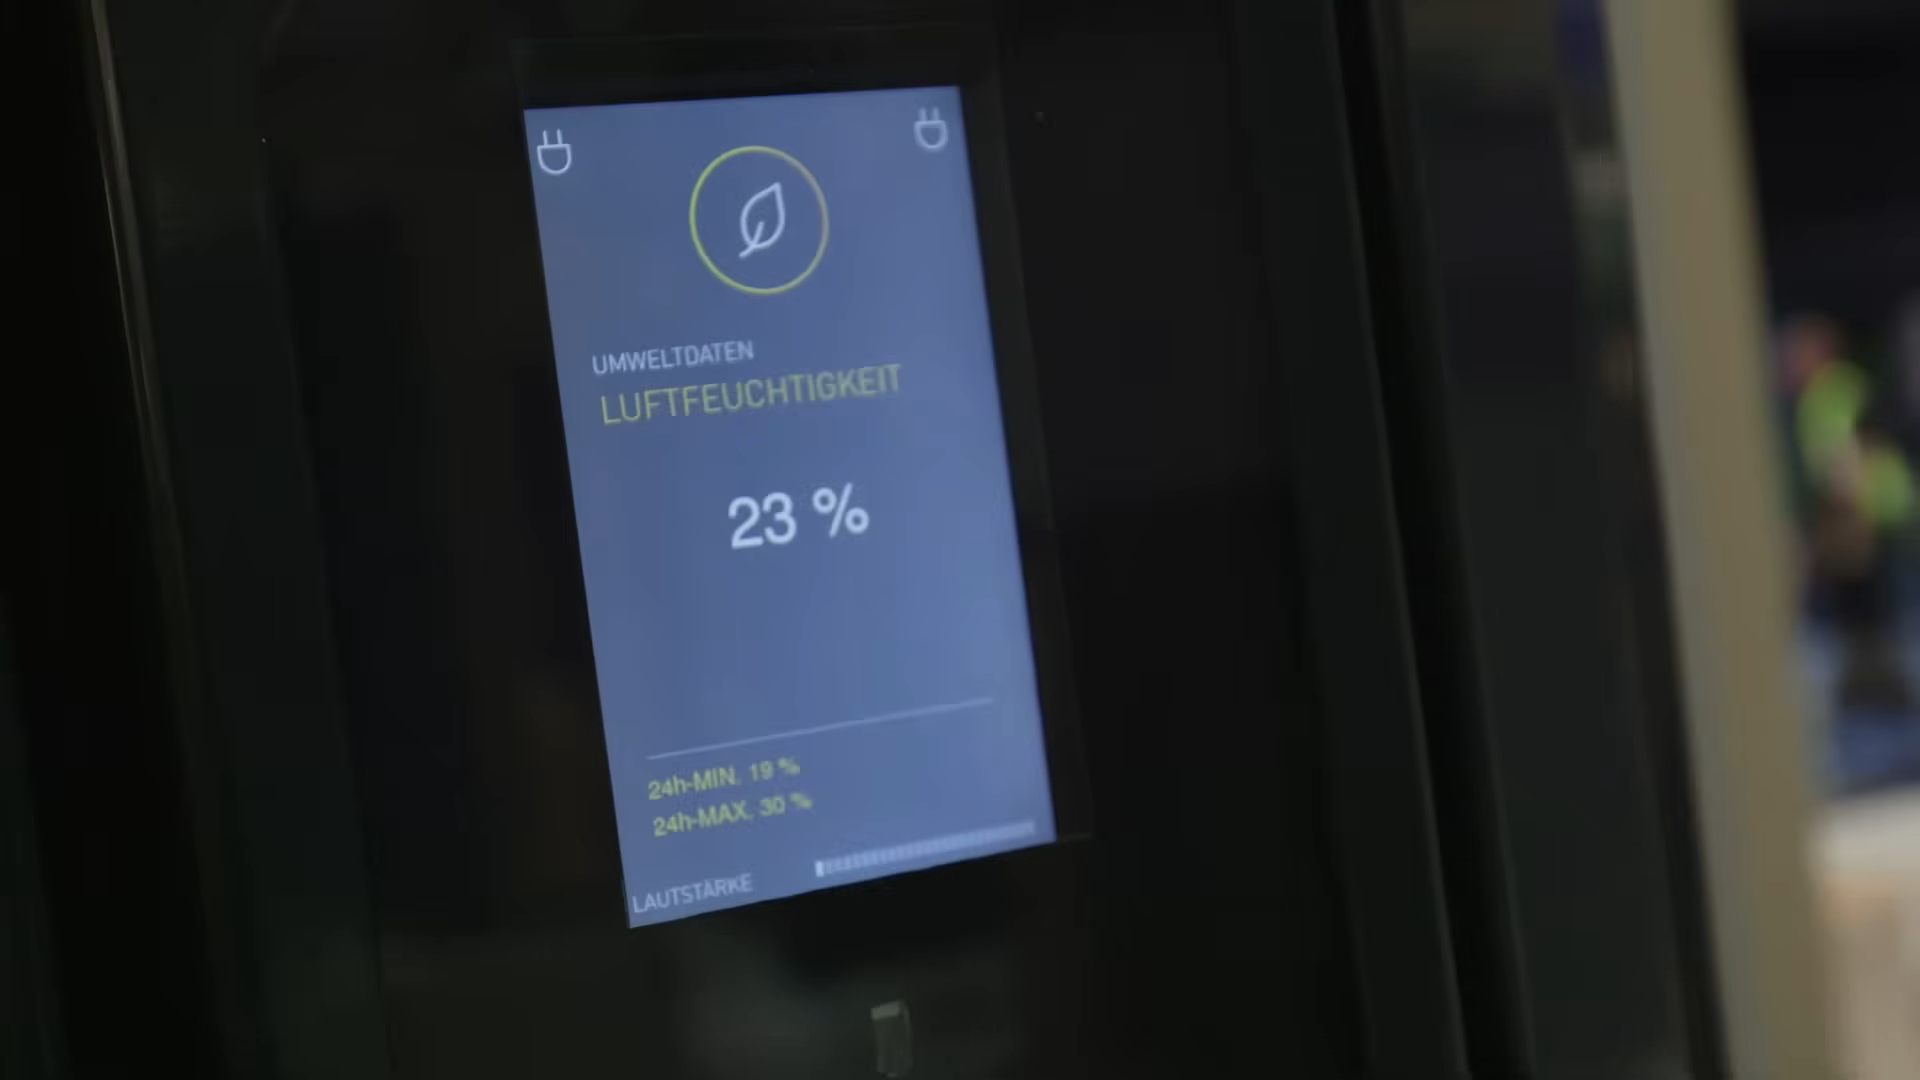 UMWELTDATEN
LUFTFEUCHTIGKEIT
23 %
24h-MIN. 19 %
24h-MAX. 30 %
LAUTSTÄRKE